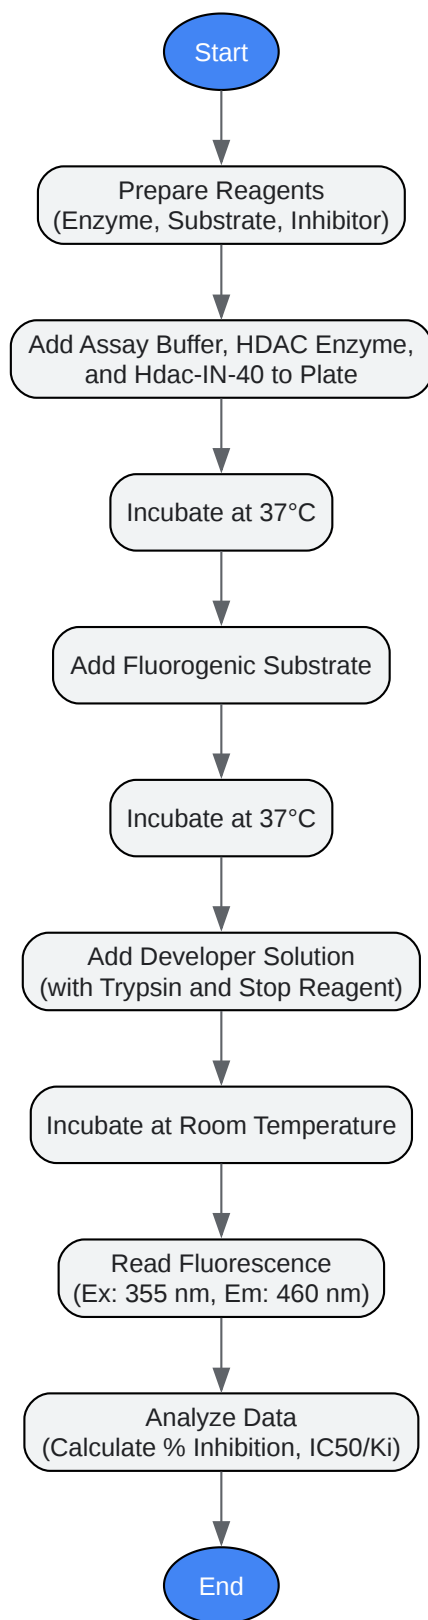 Start
Prepare Reagents
(Enzyme, Substrate, Inhibitor)
Add Assay Buffer, HDAC Enzyme,
and Hdac-IN-40 to Plate
Incubate at 37°C
Add Fluorogenic Substrate
Incubate at 37°C
Add Developer Solution
(with Trypsin and Stop Reagent)
Incubate at Room Temperature
Read Fluorescence
(Ex: 355 nm, Em: 460 nm)
Analyze Data
(Calculate % Inhibition, IC50/Ki)
End